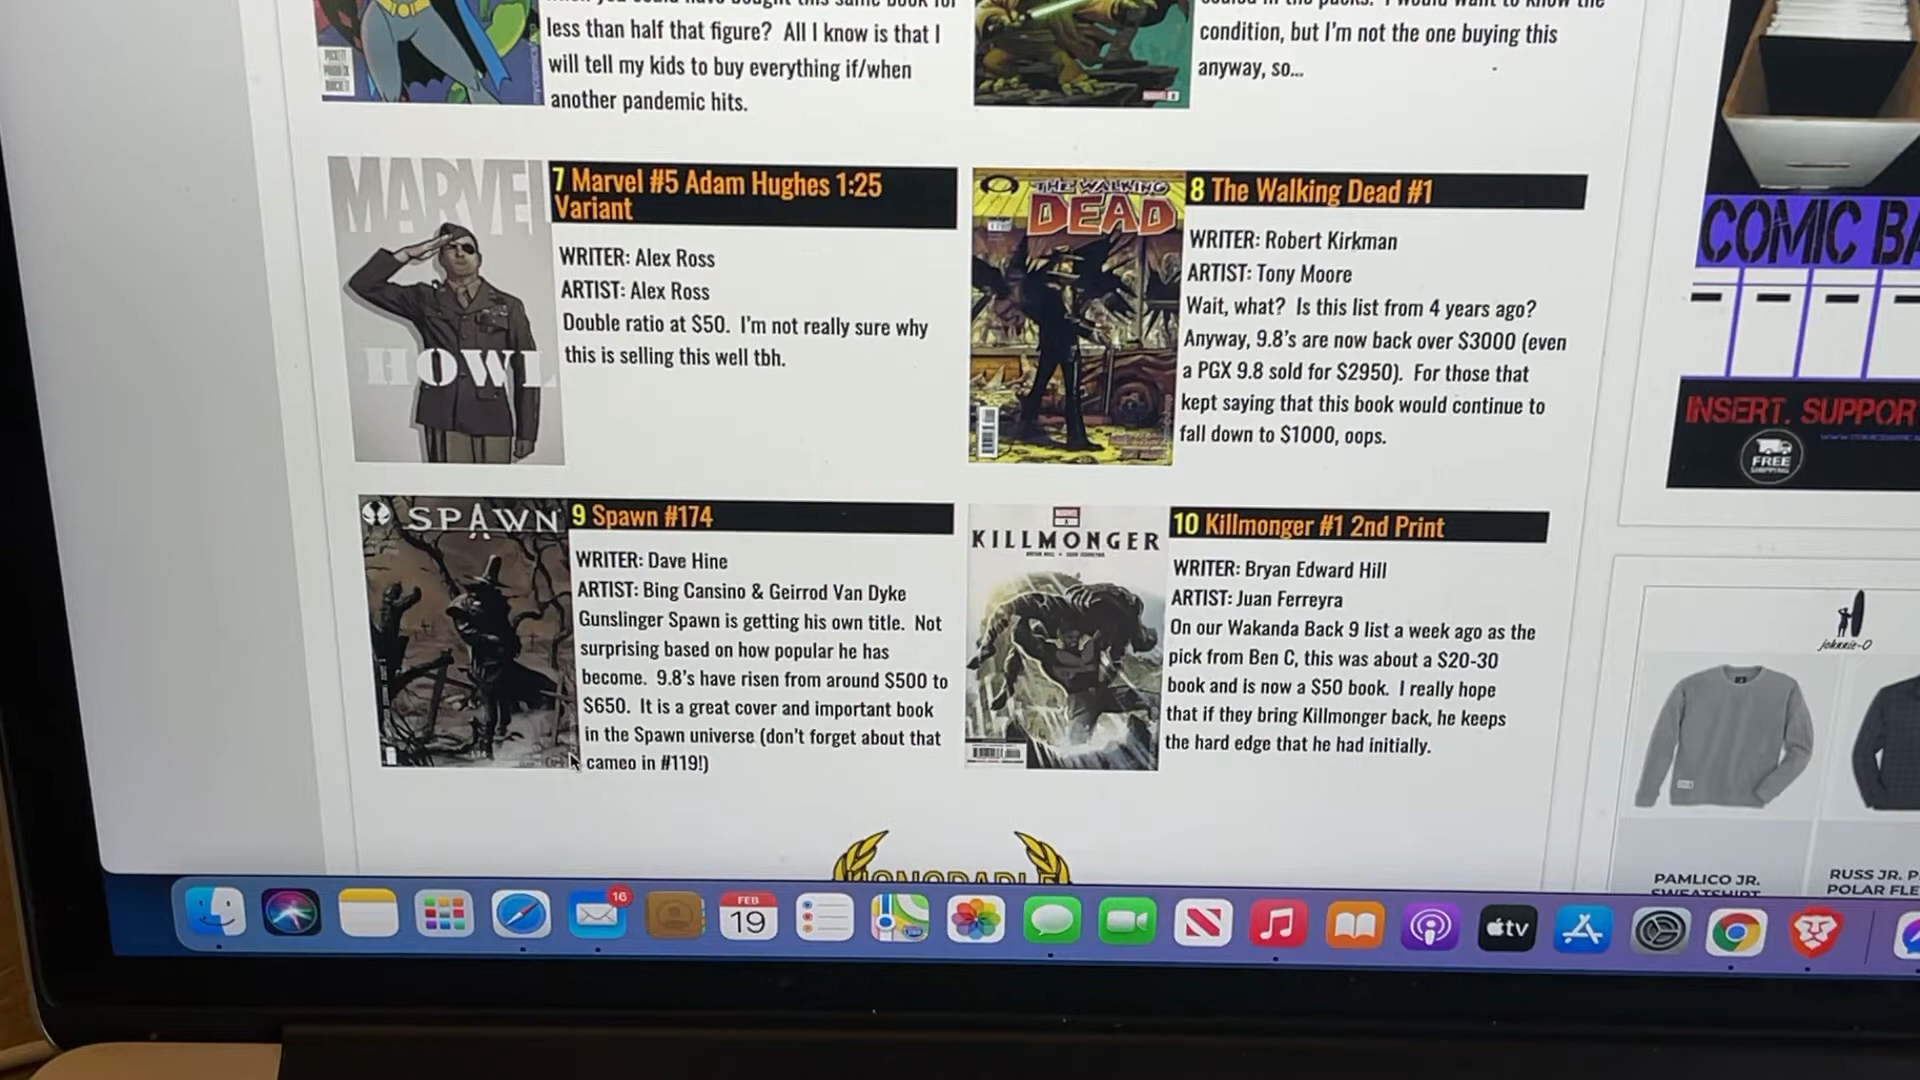 less than half that figure? All I know is that I
will tell my kids to buy everything if/when
another pandemic hits.
condition, but I'm not the one buying this
anyway, so...
MARVEL
HOWL
7 Marvel #5 Adam Hughes 1:25
Variant
WRITER: Alex Ross
ARTIST: Alex Ross
Double ratio at $50. I'm not really sure why
this is selling this well tbh.
THE WALKING
DEAD
8 The Walking Dead #1
WRITER: Robert Kirkman
ARTIST: Tony Moore
Wait, what? Is this list from 4 years ago?
Anyway, 9.8's are now back over $3000 (even
a PGX 9.8 sold for $2950). For those that
kept saying that this book would continue to
fall down to $1000, oops.
SPAWN
9 Spawn #174
WRITER: Dave Hine
ARTIST: Bing Cansino & Geirrod Van Dyke
Gunslinger Spawn is getting his own title. Not
surprising based on how popular he has
become. 9.8's have risen from around $500 to
$650. It is a great cover and important book
in the Spawn universe (don't forget about that
cameo in #119!)
KILLMONGER
10 Killmonger #1 2nd Print
WRITER: Bryan Edward Hill
ARTIST: Juan Ferreyra
On our Wakanda Back 9 list a week ago as the
pick from Ben C, this was about a $20-30
book and is now a $50 book. I really hope
that if they bring Killmonger back, he keeps
the hard edge that he had initially.
HONORABLE
COMIC BA
INSERT. SUPPOR
FREE
SHIPPING
johnnie-O
PAMLICO JR.
SWEATSHIRT
RUSS JR. P
POLAR FLE
16
FEB
19
tv